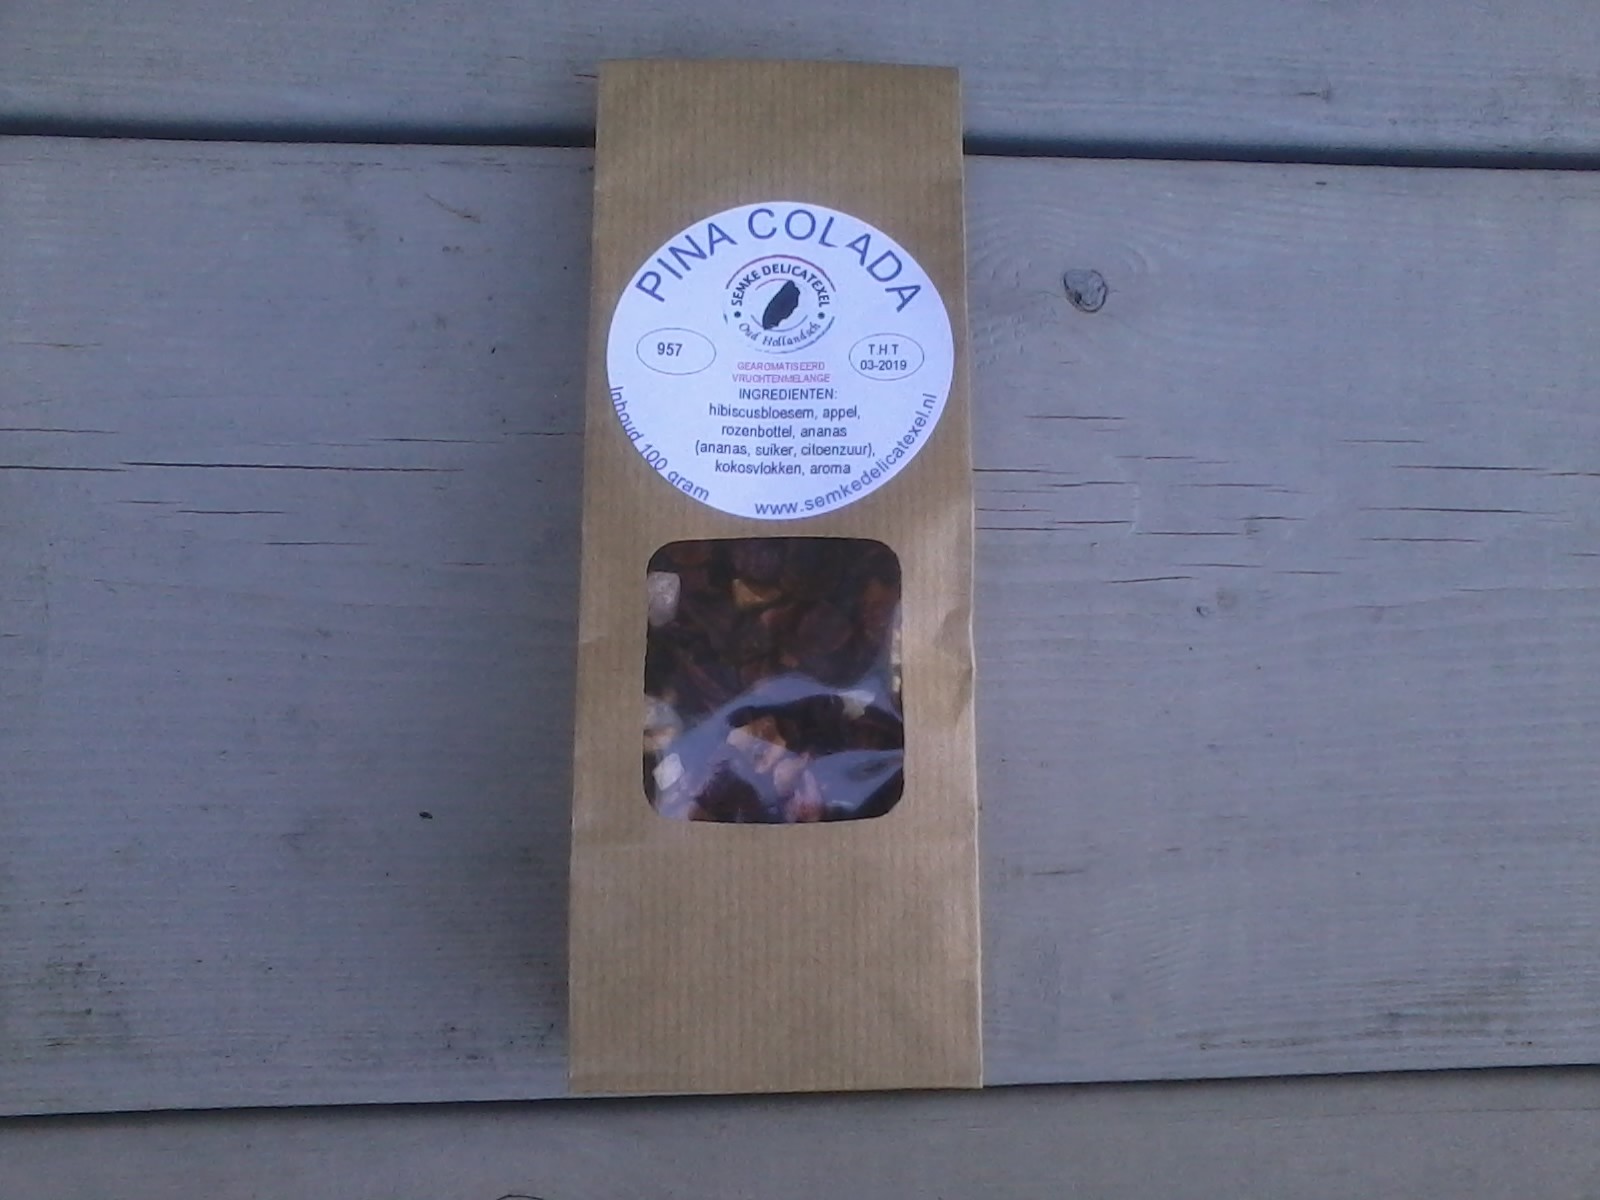 PINA COLADA
SEMKE DELICATEXEL
Oud Hollandsch
957
T.H.T
03-2019
GEAROMATISEERD
VRUCHTENMELANGE
INGREDIENTEN:
hibiscusbloesem, appel,
rozenbottel, ananas
(ananas, suiker, citoenzuur),
kokosvlokken, aroma
Inhoud 100 gram
www.semkedelicatexel.nl